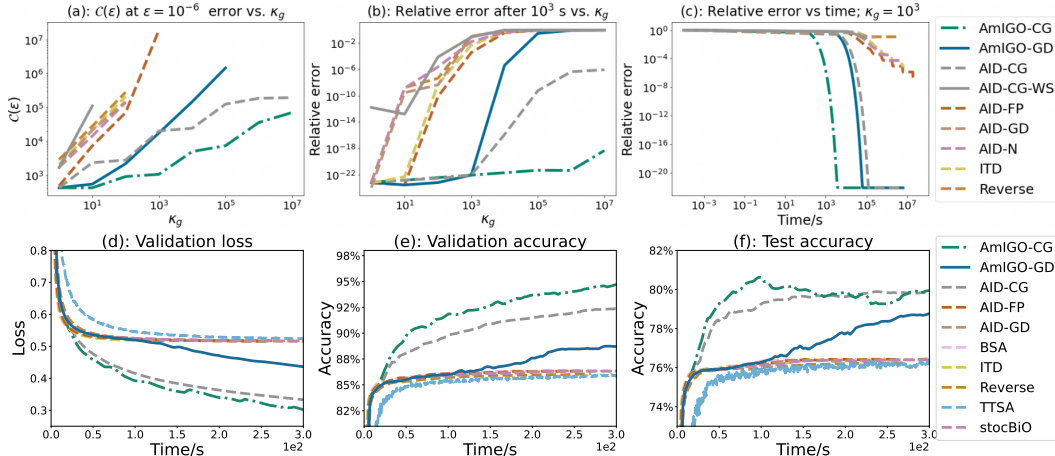 (a): 𝒞(ε) at ε = 10⁻⁶ error vs. κg
(b): Relative error after 10³ s vs. κg
(c): Relative error vs time; κg = 10³
𝒞(ε)
10⁷
10⁶
10⁵
10⁴
10³
10¹
10³
10⁵
10⁷
κg
Relative error
10⁻²
10⁻⁶
10⁻¹⁰
10⁻¹⁴
10⁻¹⁸
10⁻²²
10¹
10³
10⁵
10⁷
κg
Relative error
10⁰
10⁻⁵
10⁻¹⁰
10⁻¹⁵
10⁻²⁰
10⁻³
10⁻¹
10¹
10³
10⁵
10⁷
Time/s
AmIGO-CG
AmIGO-GD
AID-CG
AID-CG-WS
AID-FP
AID-GD
AID-N
ITD
Reverse
(d): Validation loss
(e): Validation accuracy
(f): Test accuracy
Loss
0.8
0.7
0.6
0.5
0.4
0.3
0.0 0.5 1.0 1.5 2.0 2.5 3.0
Time/s
1e2
Accuracy
98%
95%
92%
90%
88%
85%
82%
0.0 0.5 1.0 1.5 2.0 2.5 3.0
Time/s
1e2
Accuracy
82%
80%
78%
76%
74%
0.0 0.5 1.0 1.5 2.0 2.5 3.0
Time/s
1e2
AmIGO-CG
AmIGO-GD
AID-CG
AID-FP
AID-GD
BSA
ITD
Reverse
TTSA
stocBiO